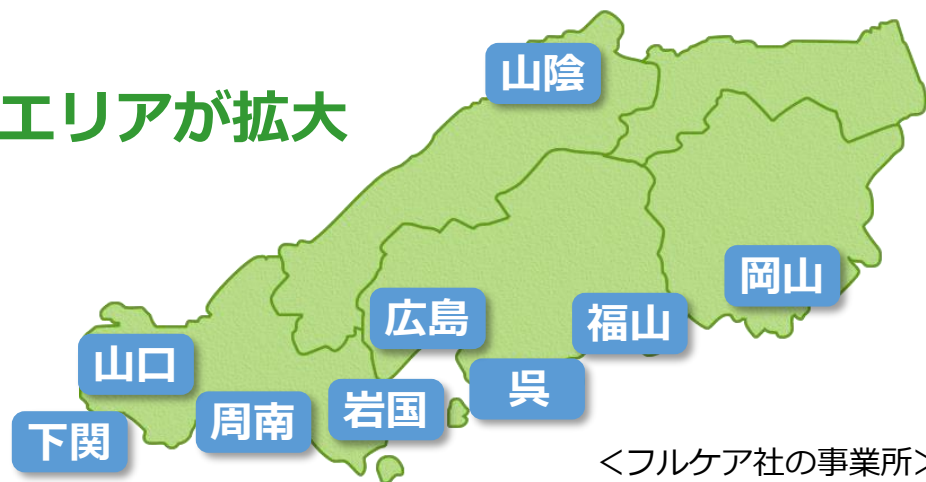 エリアが拡大
山陰
岡山
広島
福山
山口
呉
岩国
周南
下関
＜フルケア社の事業所＞